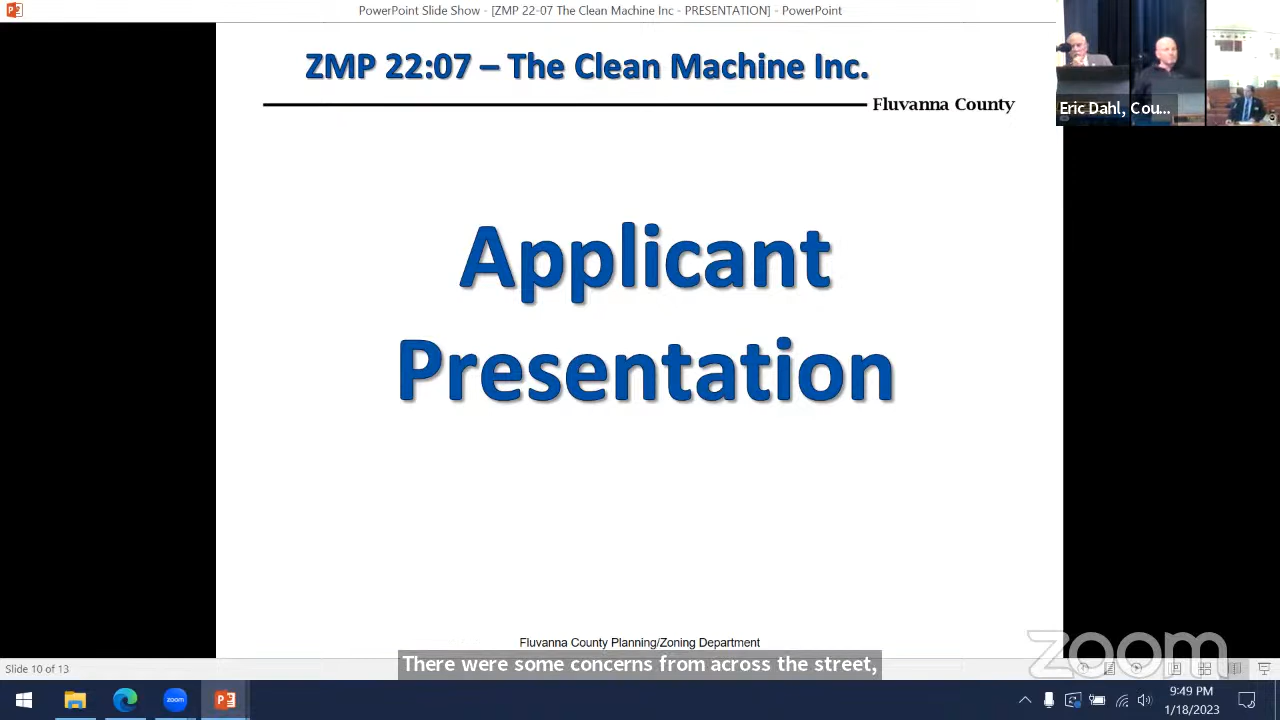 PowerPoint Slide Show - [ZMP 22-07 The Clean Machine Inc - PRESENTATION] - PowerPoint
ZMP 22:07 – The Clean Machine Inc.
Fluvanna County
Eric Dahl, Cou...
Applicant
Presentation
Fluvanna County Planning/Zoning Department
There were some concerns from across the street,
zoom
Slide 10 of 13
zoom
9:49 PM
1/18/2023